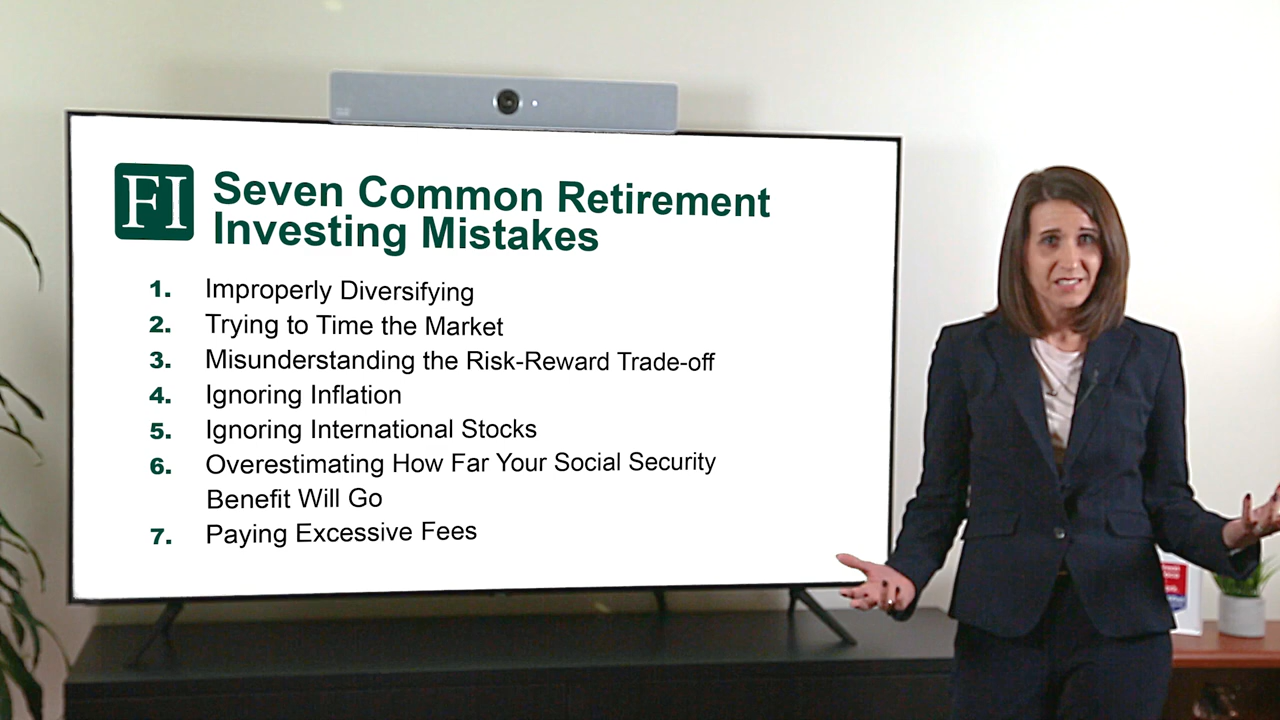 FI
Seven Common Retirement
Investing Mistakes
1. Improperly Diversifying
2. Trying to Time the Market
3. Misunderstanding the Risk-Reward Trade-off
4. Ignoring Inflation
5. Ignoring International Stocks
6. Overestimating How Far Your Social Security
Benefit Will Go
7. Paying Excessive Fees